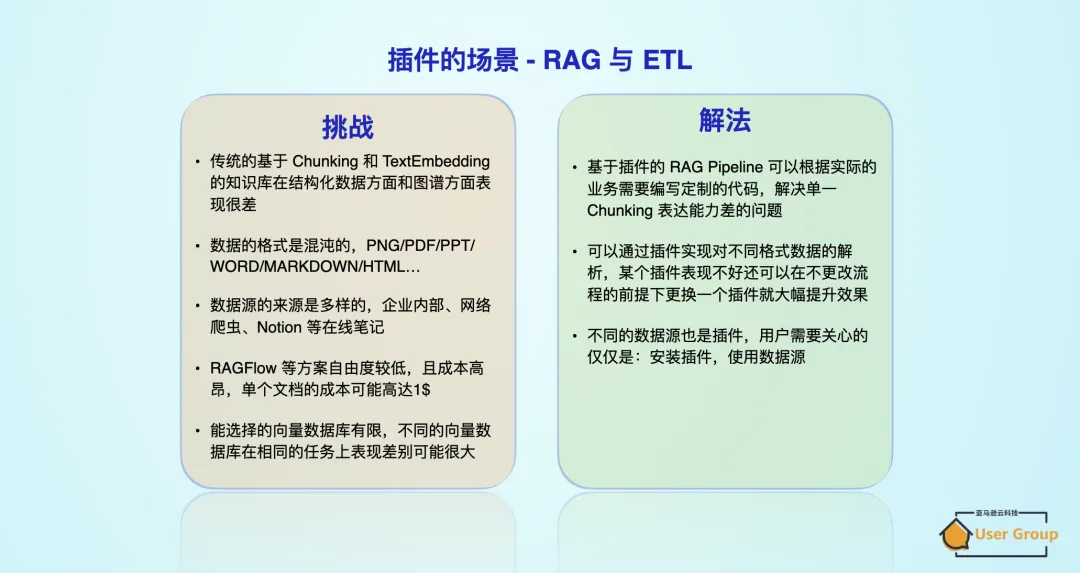 插件的场景 - RAG 与 ETL
挑战
• 传统的基于 Chunking 和 TextEmbedding
的知识库在结构化数据方面和图谱方面表
现很差
• 数据的格式是混沌的，PNG/PDF/PPT/
WORD/MARKDOWN/HTML…
• 数据源的来源是多样的，企业内部、网络
爬虫、Notion 等在线笔记
• RAGFlow 等方案自由度较低，且成本高
昂，单个文档的成本可能高达1$
• 能选择的向量数据库有限，不同的向量数
据库在相同的任务上表现差别可能很大
解法
• 基于插件的 RAG Pipeline 可以根据实际的
业务需要编写定制的代码，解决单一
Chunking 表达能力差的问题
• 可以通过插件实现对不同格式数据的解
析，某个插件表现不好还可以在不更改流
程的前提下更换一个插件就大幅提升效果
• 不同的数据源也是插件，用户需要关心的
仅仅是：安装插件，使用数据源
亚马逊云科技
User Group